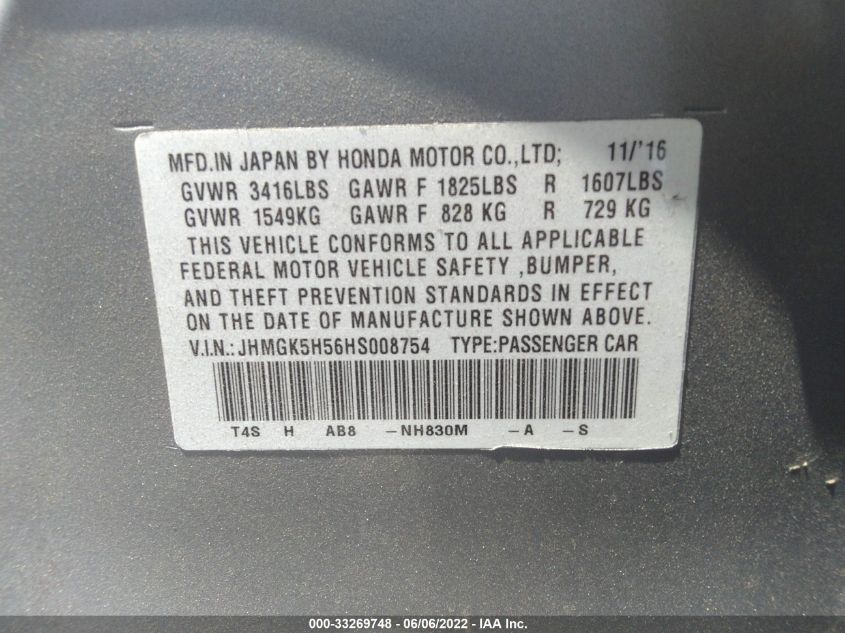 MFD.IN JAPAN BY HONDA MOTOR CO.,LTD; 11/'16
GVWR 3416LBS GAWR F 1825LBS R 1607LBS
GVWR 1549KG GAWR F 828 KG R 729 KG
THIS VEHICLE CONFORMS TO ALL APPLICABLE
FEDERAL MOTOR VEHICLE SAFETY ,BUMPER,
AND THEFT PREVENTION STANDARDS IN EFFECT
ON THE DATE OF MANUFACTURE SHOWN ABOVE.
V.I.N.:JHMGK5H56HS008754 TYPE:PASSENGER CAR
T4S H AB8 -NH830M -A -S
000-33269748 - 06/06/2022 - IAA Inc.